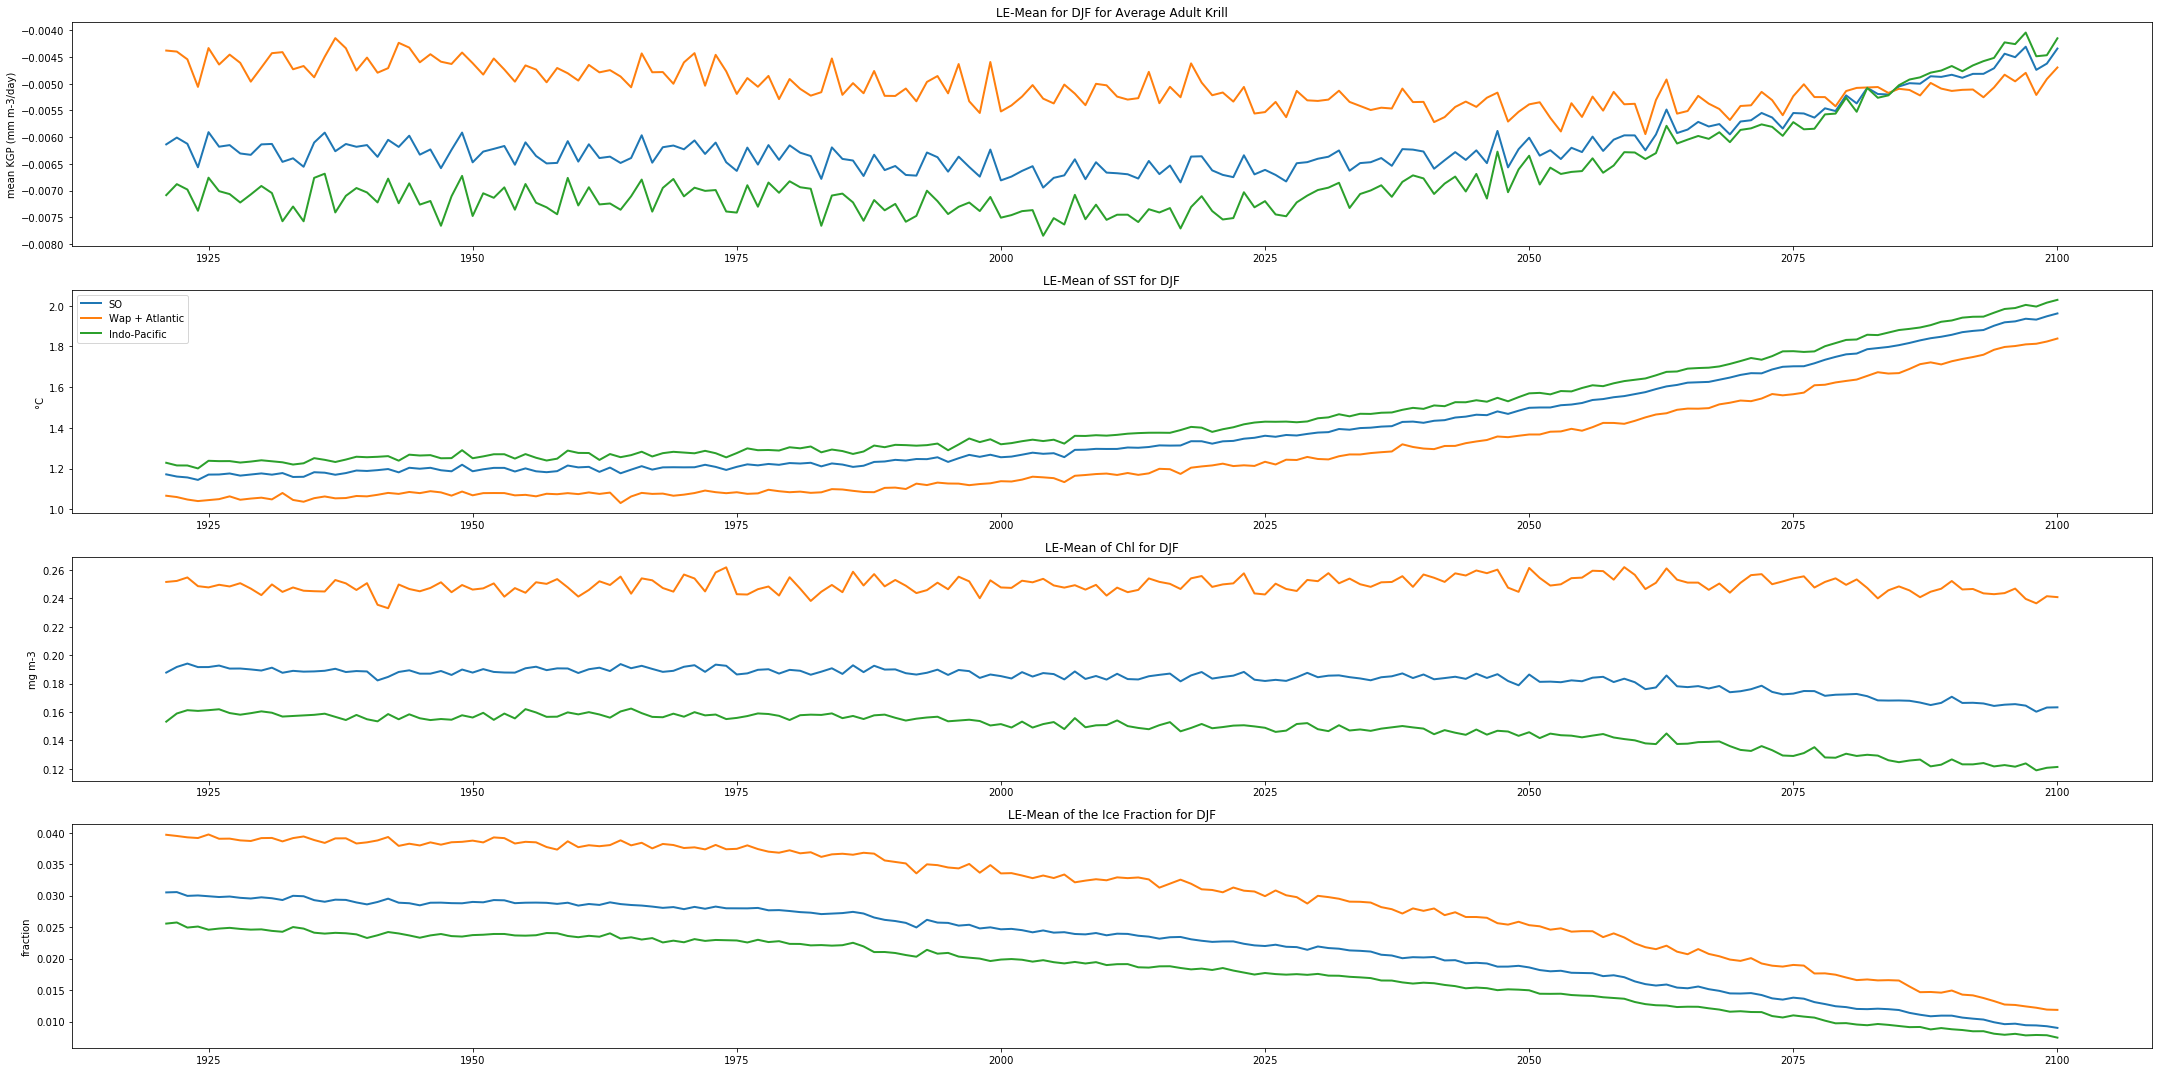 LE-Mean for DJF for Average Adult Krill
mean KGP (mm m-3/day)
−0.0040
−0.0045
−0.0050
−0.0055
−0.0060
−0.0065
−0.0070
−0.0075
−0.0080
1925 1950 1975 2000 2025 2050 2075 2100
LE-Mean of SST for DJF
°C
2.0
1.8
1.6
1.4
1.2
1.0
SO
Wap + Atlantic
Indo-Pacific
1925 1950 1975 2000 2025 2050 2075 2100
LE-Mean of Chl for DJF
mg m-3
0.26
0.24
0.22
0.20
0.18
0.16
0.14
0.12
1925 1950 1975 2000 2025 2050 2075 2100
LE-Mean of the Ice Fraction for DJF
fraction
0.040
0.035
0.030
0.025
0.020
0.015
0.010
1925 1950 1975 2000 2025 2050 2075 2100